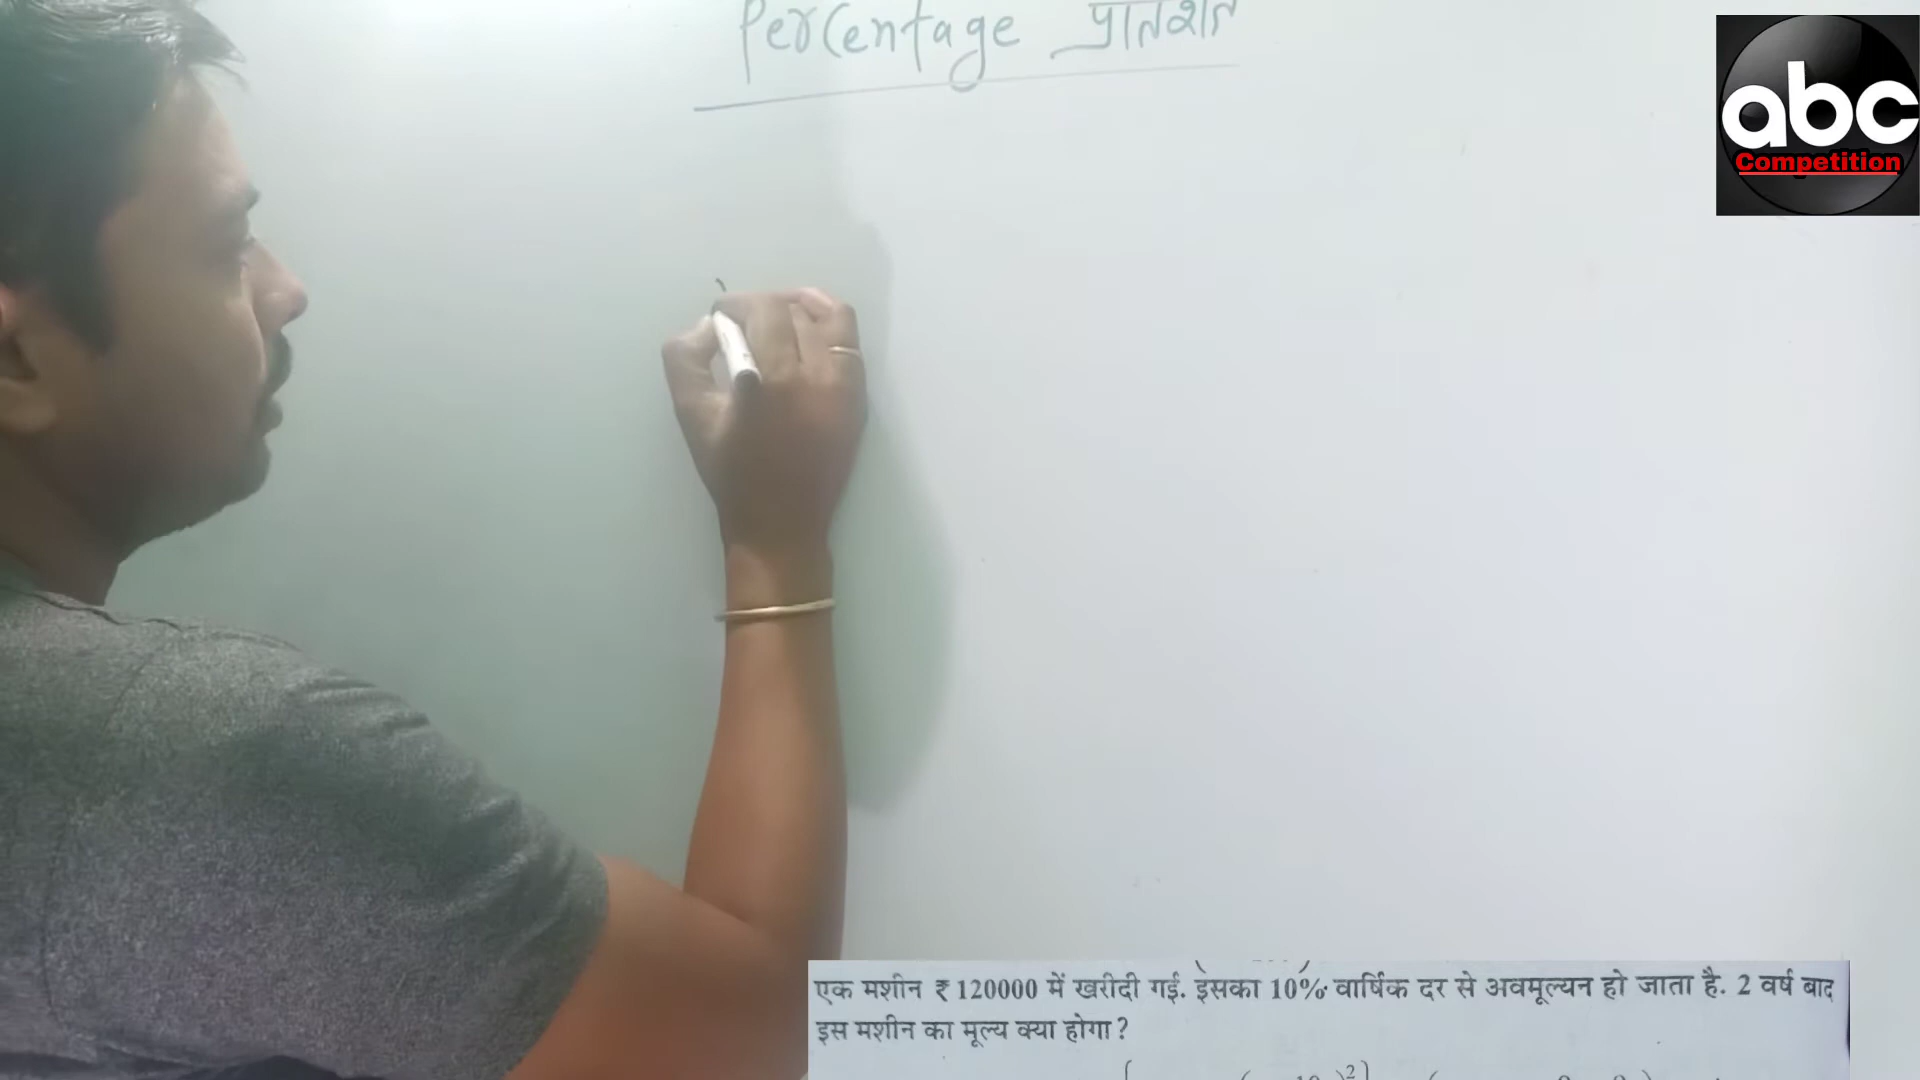 Percentage प्रतिशत
abc
Competition
एक मशीन ₹ 120000 में खरीदी गई. इसका 10% वार्षिक दर से अवमूल्यन हो जाता है. 2 वर्ष बाद
इस मशीन का मूल्य क्या होगा ?